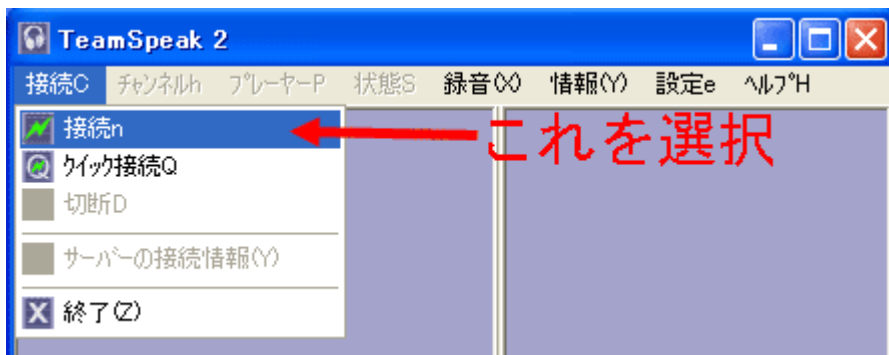 TeamSpeak 2
接続C ﾁｬﾝﾈﾙh ﾌﾟﾚｰﾔｰP 状態S 録音(X) 情報(Y) 設定e ﾍﾙﾌﾟH
接続n
これを選択
ｸｲｯｸ接続Q
切断D
ｻｰﾊﾞｰの接続情報(Y)
終了(Z)